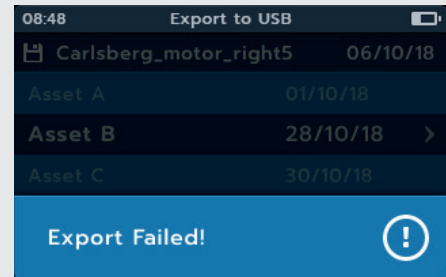 08:48 Export to USB
Carlsberg_motor_right5 06/10/18
Asset A 01/10/18
Asset B 28/10/18
Asset C 30/10/18
Export Failed!